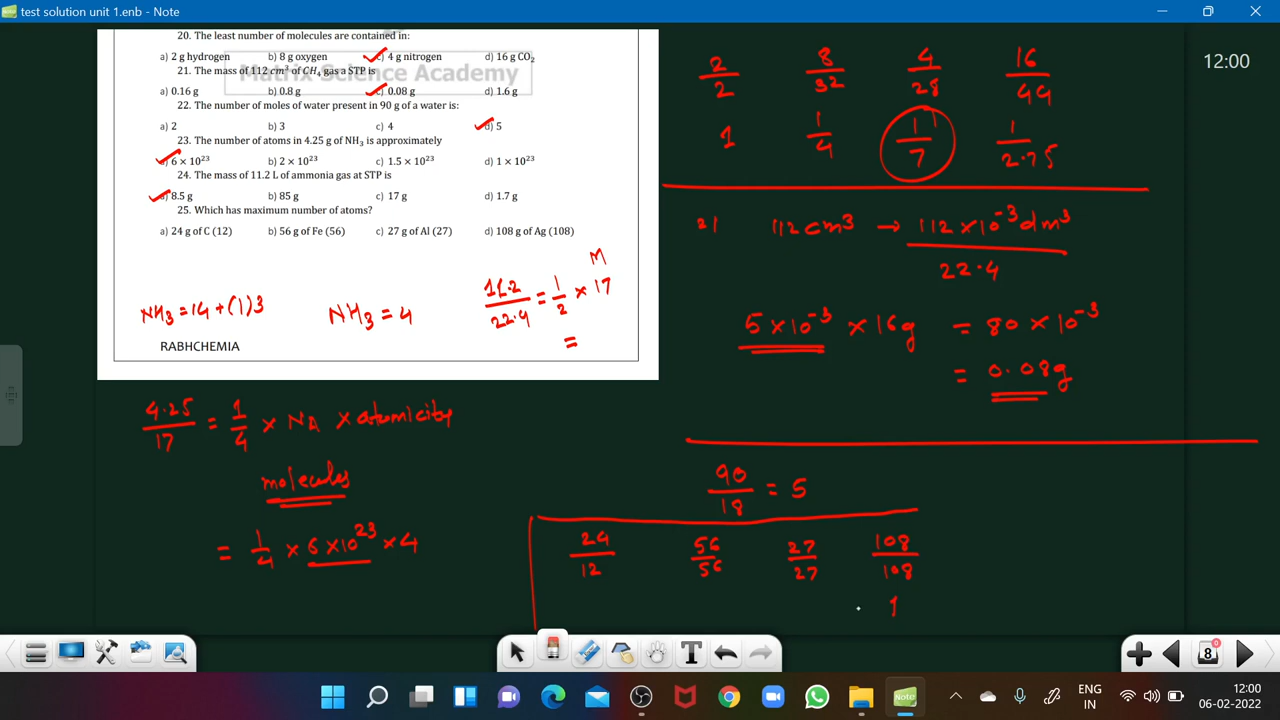 test solution unit 1.enb - Note
20. The least number of molecules are contained in:
a) 2 g hydrogen b) 8 g oxygen c) 4 g nitrogen d) 16 g CO₂
Matrix Science Academy
21. The mass of 112 cm³ of CH₄ gas a STP is
a) 0.16 g b) 0.8 g c) 0.08 g d) 1.6 g
22. The number of moles of water present in 90 g of a water is:
a) 2 b) 3 c) 4 d) 5
23. The number of atoms in 4.25 g of NH₃ is approximately
a) 6 × 10²³ b) 2 × 10²³ c) 1.5 × 10²³ d) 1 × 10²³
24. The mass of 11.2 L of ammonia gas at STP is
a) 8.5 g b) 85 g c) 17 g d) 1.7 g
25. Which has maximum number of atoms?
a) 24 g of C (12) b) 56 g of Fe (56) c) 27 g of Al (27) d) 108 g of Ag (108)
M
NH₃ = 14 + (1)3 NH₃ = 4 11.2/22.4 = 1/2 × 17
=
RABHCHEMIA
4.25/17 = 1/4 × NA × atomicity
molecules
= 1/4 × 6×10²³ × 4
12:00
2/2 8/32 4/28 16/44
1 1/4 1/7 1/2.75
21 112 cm³ → 112 × 10⁻³ dm³
22.4
5 × 10⁻³ × 16g = 80 × 10⁻³
= 0.08g
90/18 = 5
24/12 56/56 27/27 108/108
1
T
8
ENG
IN
12:00
06-02-2022
Note